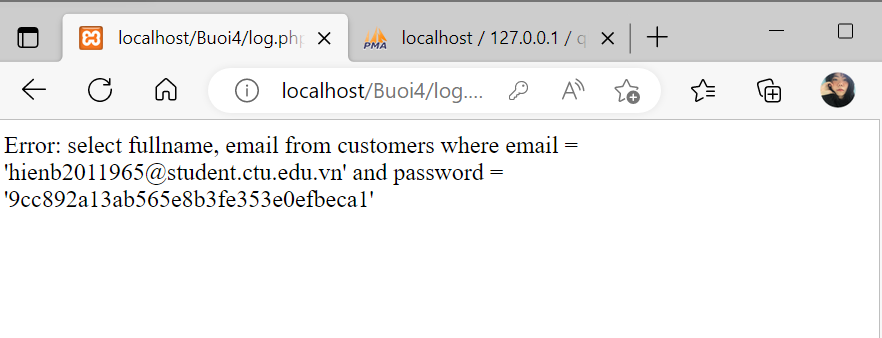 localhost/Buoi4/log.php
localhost / 127.0.0.1 / q
PMA
localhost/Buoi4/log....
Error: select fullname, email from customers where email =
'hienb2011965@student.ctu.edu.vn' and password =
'9cc892a13ab565e8b3fe353e0efbeca1'